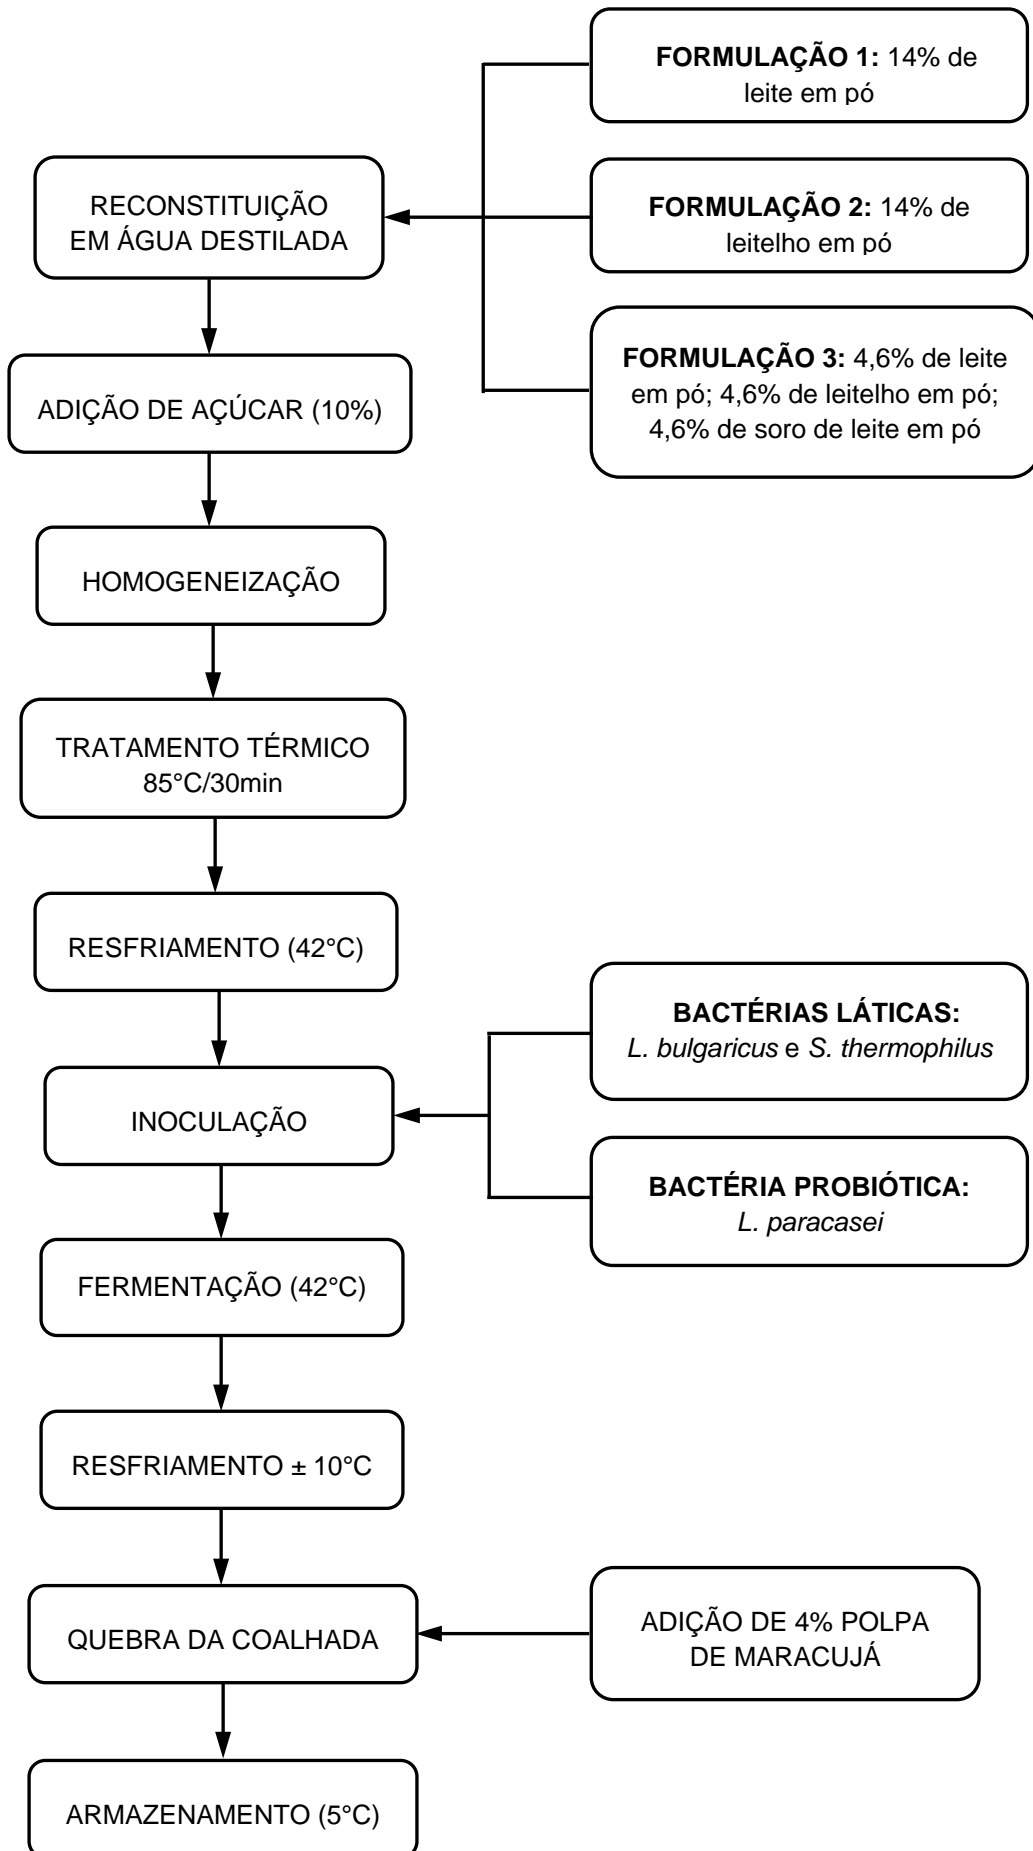 FORMULAÇÃO 1: 14% de
leite em pó
RECONSTITUIÇÃO
EM ÁGUA DESTILADA
FORMULAÇÃO 2: 14% de
leitelho em pó
FORMULAÇÃO 3: 4,6% de leite
em pó; 4,6% de leitelho em pó;
4,6% de soro de leite em pó
ADIÇÃO DE AÇÚCAR (10%)
HOMOGENEIZAÇÃO
TRATAMENTO TÉRMICO
85°C/30min
RESFRIAMENTO (42°C)
BACTÉRIAS LÁTICAS:
L. bulgaricus e S. thermophilus
INOCULAÇÃO
BACTÉRIA PROBIÓTICA:
L. paracasei
FERMENTAÇÃO (42°C)
RESFRIAMENTO ± 10°C
QUEBRA DA COALHADA
ADIÇÃO DE 4% POLPA
DE MARACUJÁ
ARMAZENAMENTO (5°C)